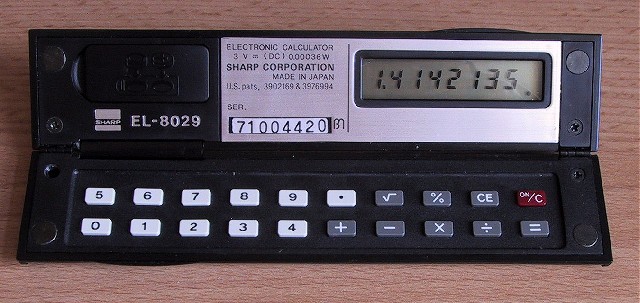 ELECTRONIC CALCULATOR
3 V ⎓ (DC) 0.00036W
SHARP CORPORATION
MADE IN JAPAN
U.S. pats, 3902169 & 3976994
SER.
71004420
1.4142135
SHARP EL-8029
5 6 7 8 9 • √ % CE ON/C
0 1 2 3 4 + − × ÷ =